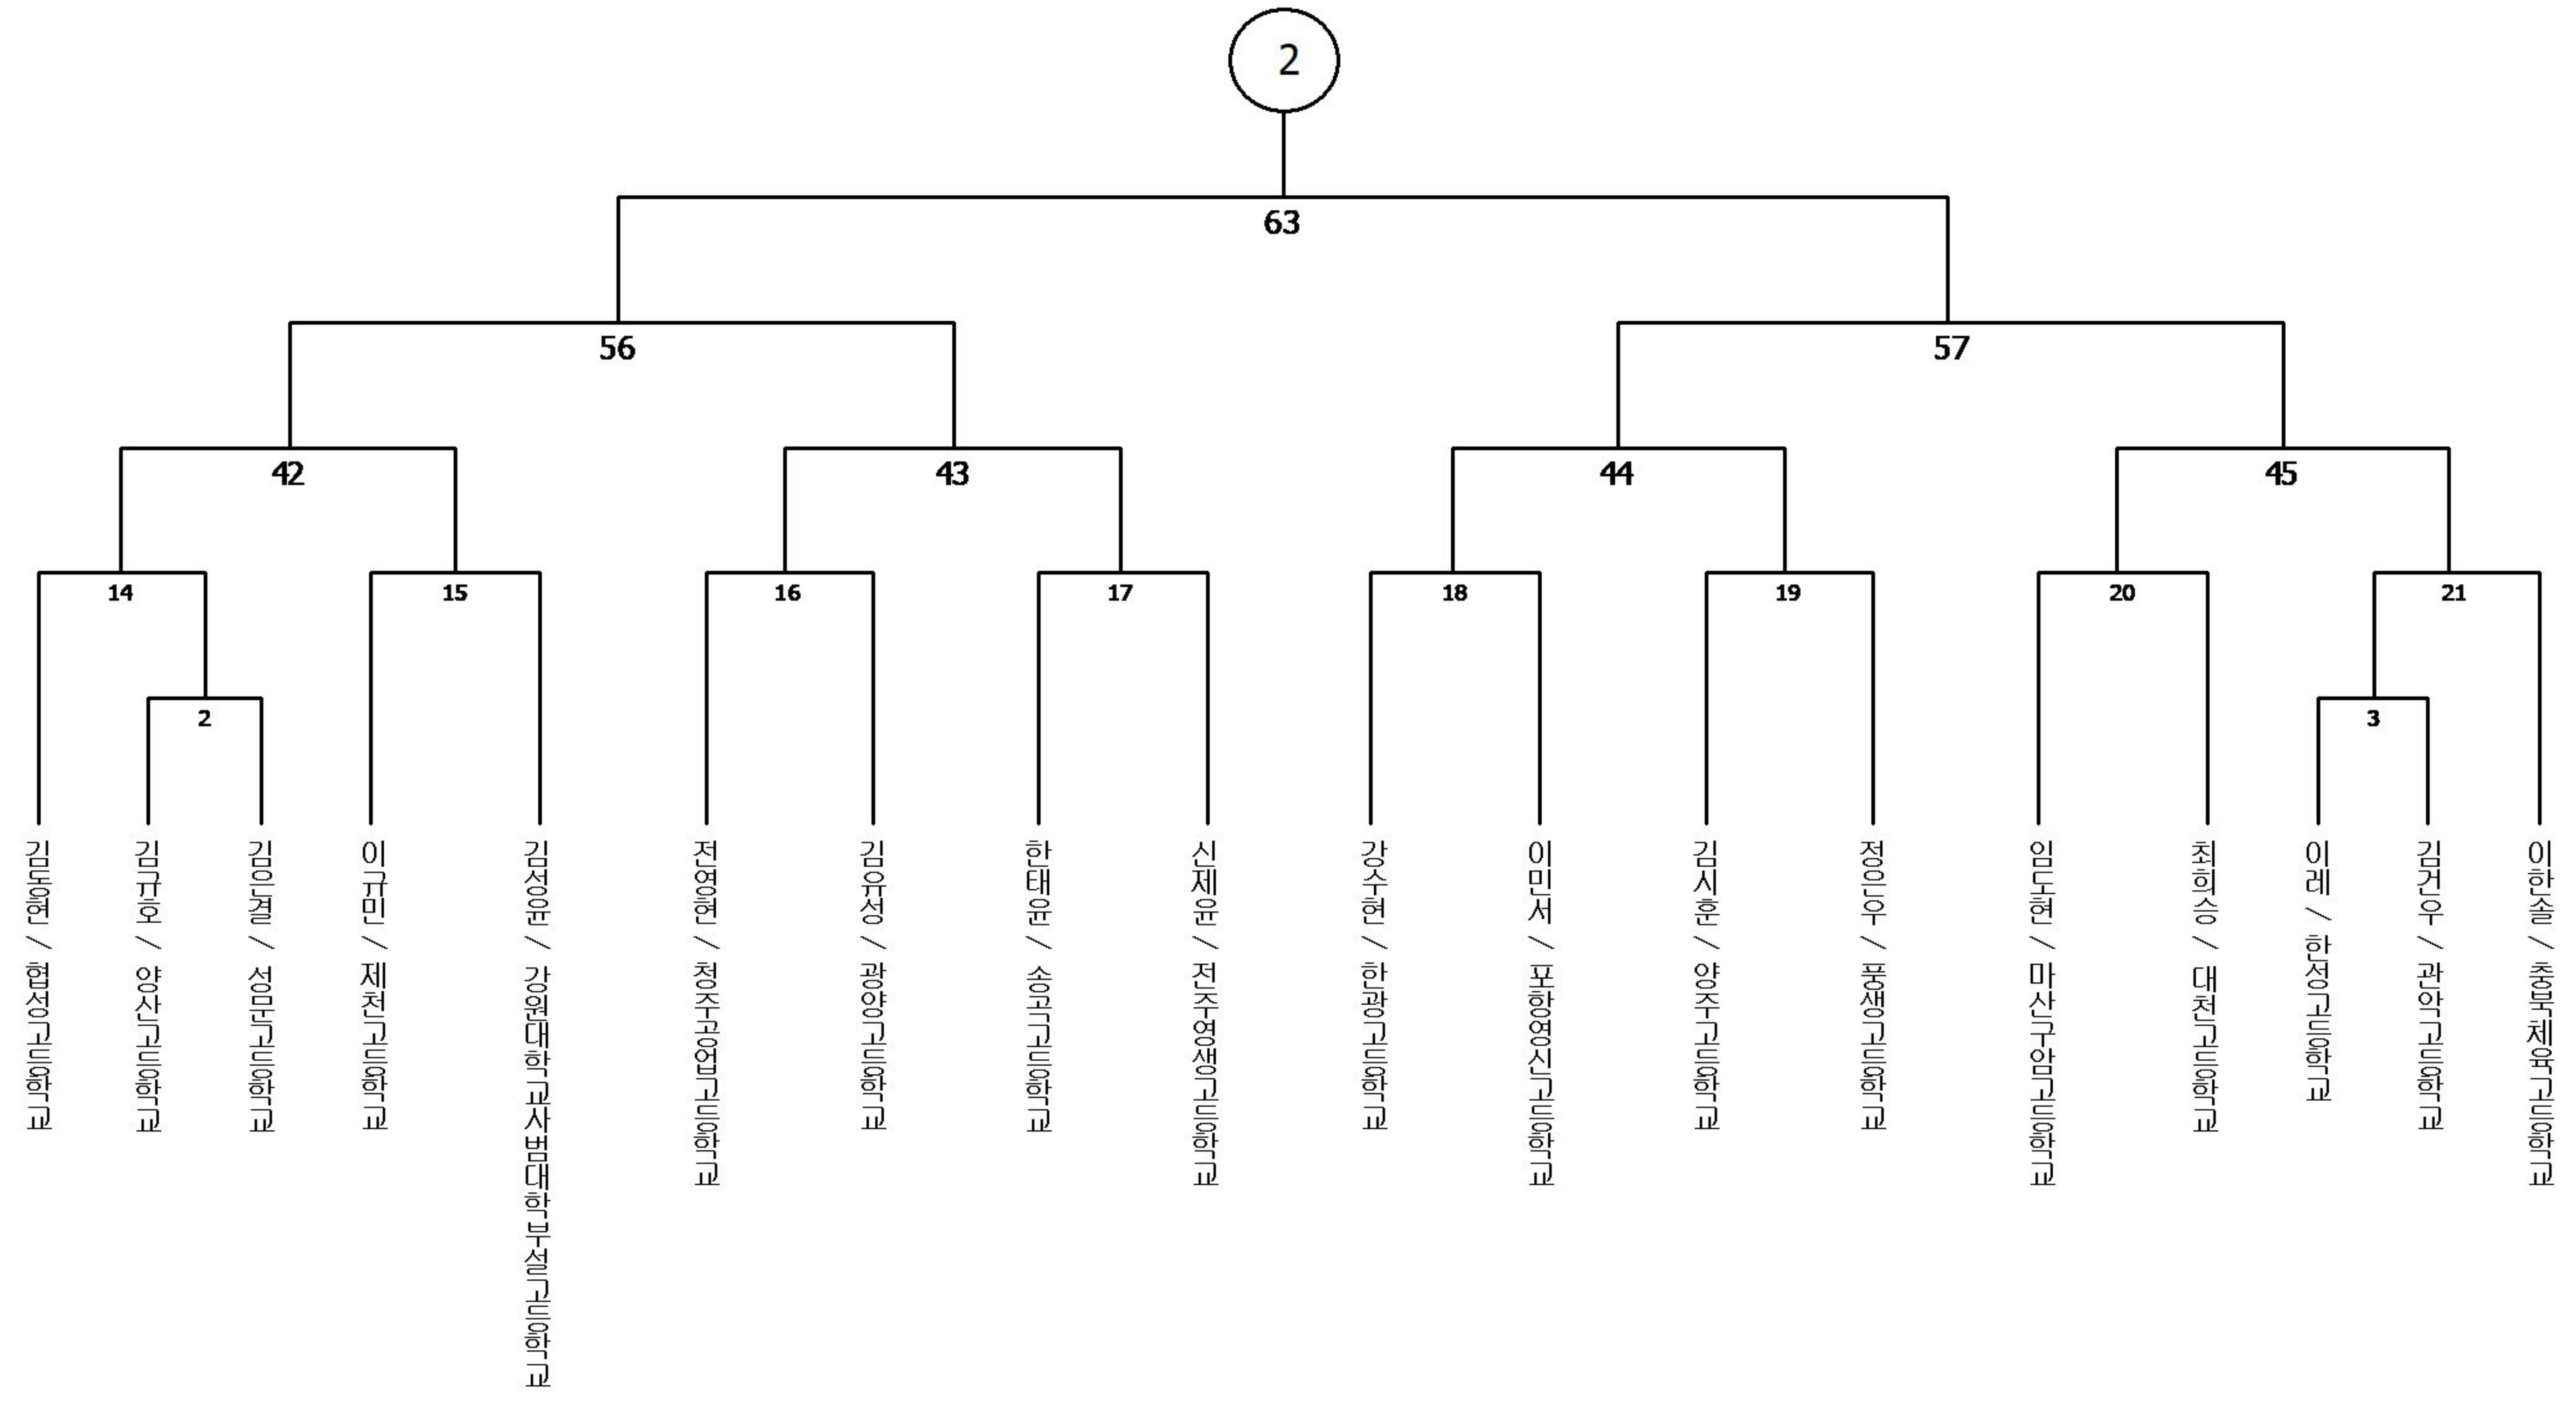 2
63
56
57
42
43
44
45
14
15
16
17
18
19
20
21
2
3
김동현 / 협성고등학교
김규호 / 양산고등학교
김은결 / 성문고등학교
이규민 / 제천고등학교
김성윤 / 강원대학교사범대학부설고등학교
전영현 / 청주공업고등학교
김유성 / 광양고등학교
한태윤 / 송곡고등학교
신제윤 / 전주영생고등학교
강수현 / 한광고등학교
이민서 / 포항영신고등학교
김시훈 / 양주고등학교
정은우 / 풍생고등학교
임도현 / 마산구암고등학교
최희승 / 대천고등학교
이레 / 한성고등학교
김건우 / 관악고등학교
이한솔 / 충북체육고등학교